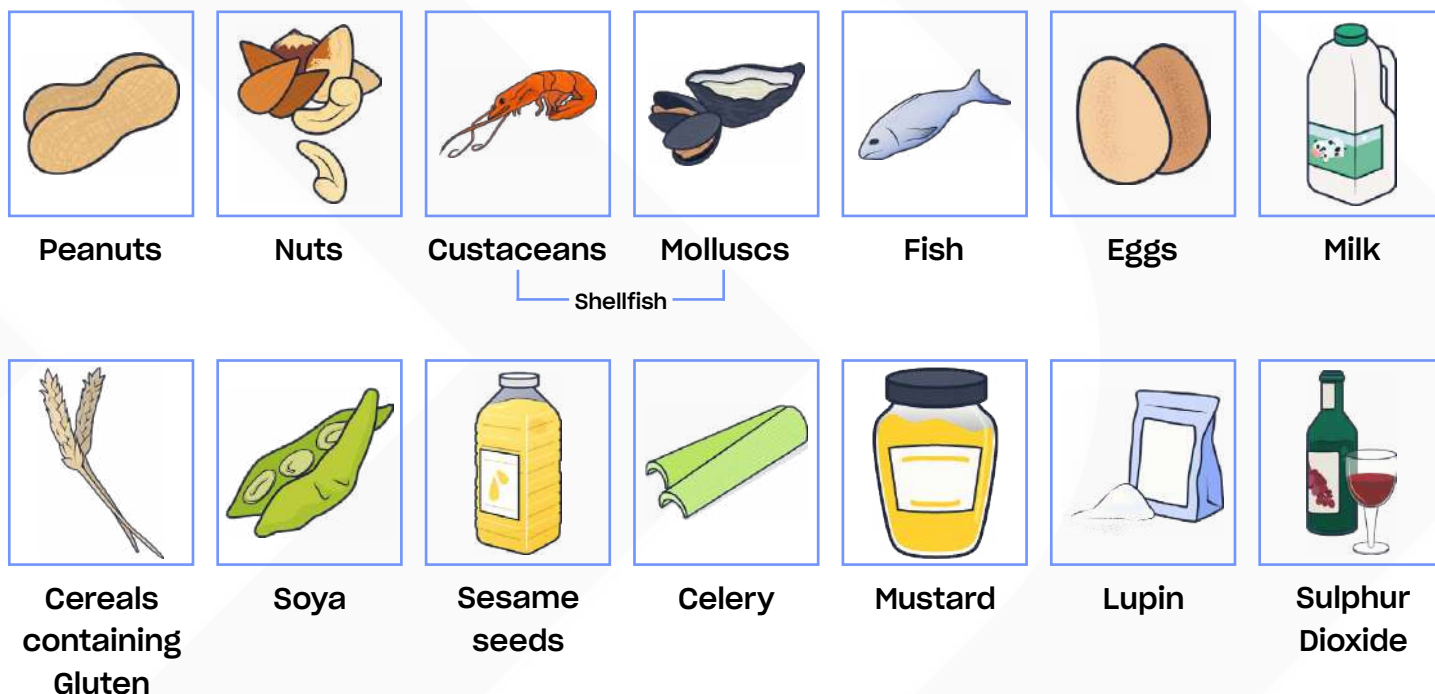 Peanuts
Nuts
Custaceans
Molluscs
Fish
Eggs
Milk
Shellfish
Cereals
containing
Gluten
Soya
Sesame
seeds
Celery
Mustard
Lupin
Sulphur
Dioxide